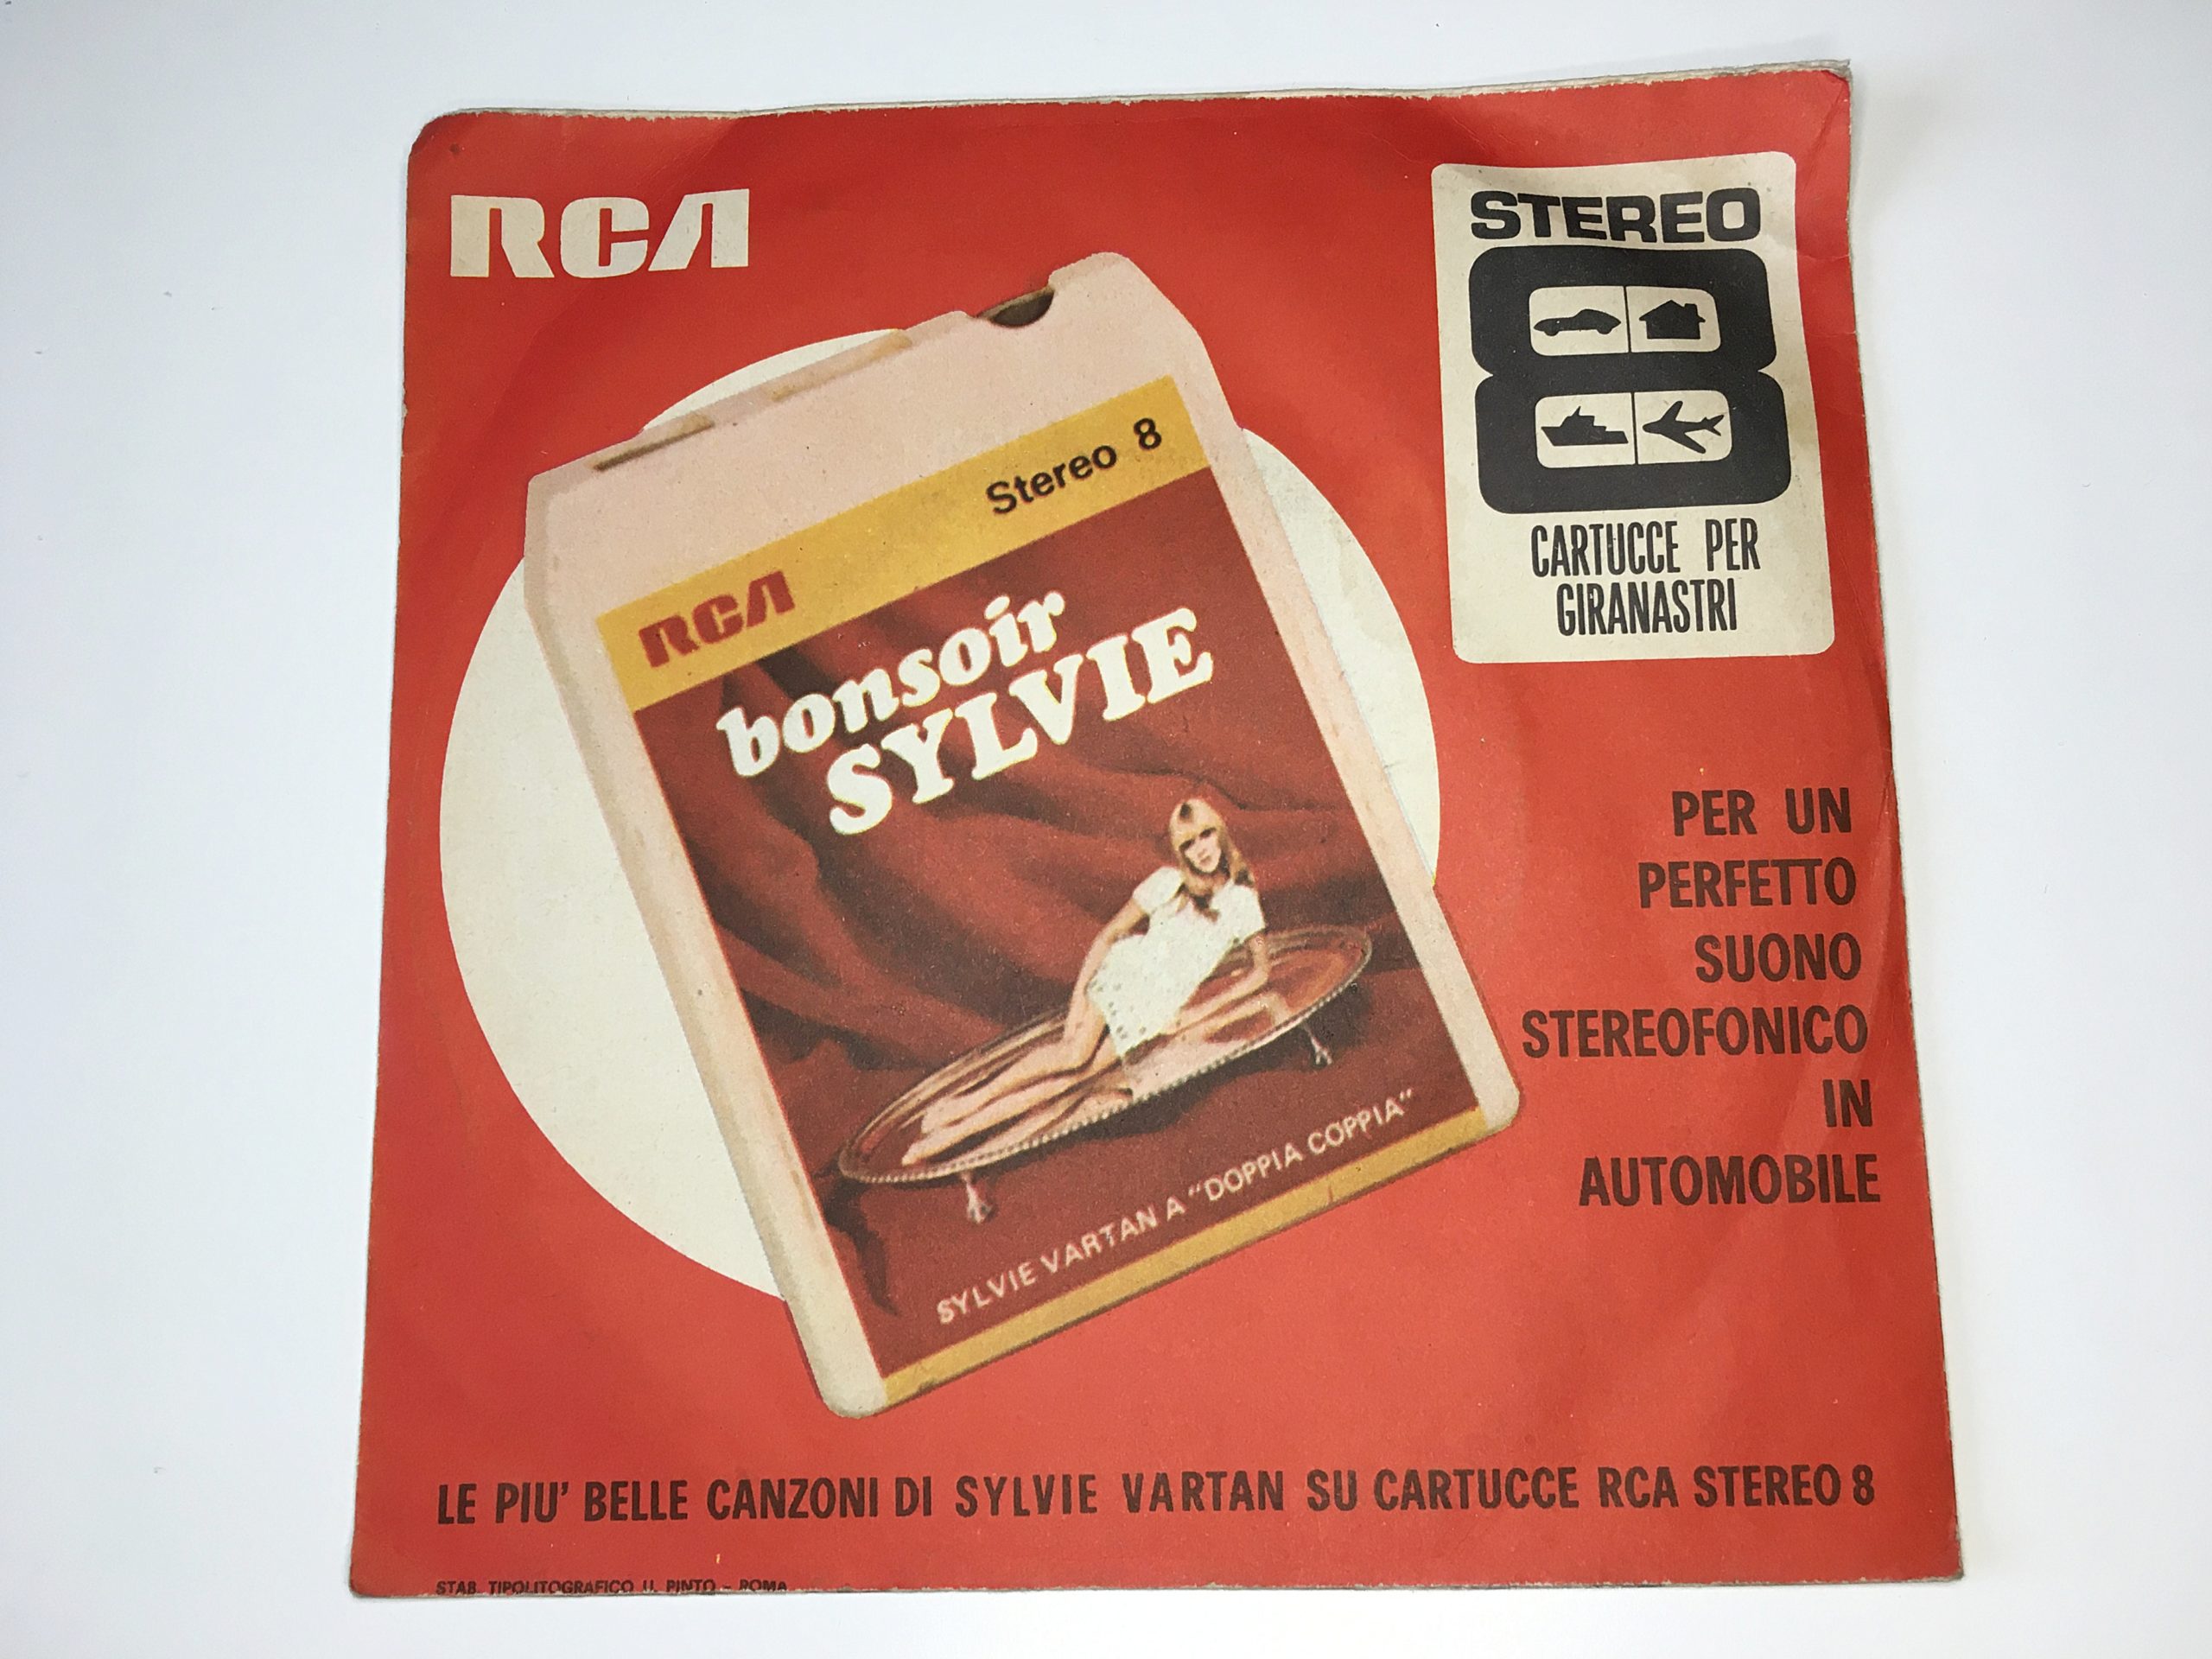 RCA
STEREO
8
CARTUCCE PER
GIRANASTRI
Stereo 8
RCA
bonsoir
SYLVIE
SYLVIE VARTAN A "DOPPIA COPPIA"
PER UN
PERFETTO
SUONO
STEREOFONICO
IN
AUTOMOBILE
LE PIU' BELLE CANZONI DI SYLVIE VARTAN SU CARTUCCE RCA STEREO 8
STAB. TIPOLITOGRAFICO U. PINTO - ROMA